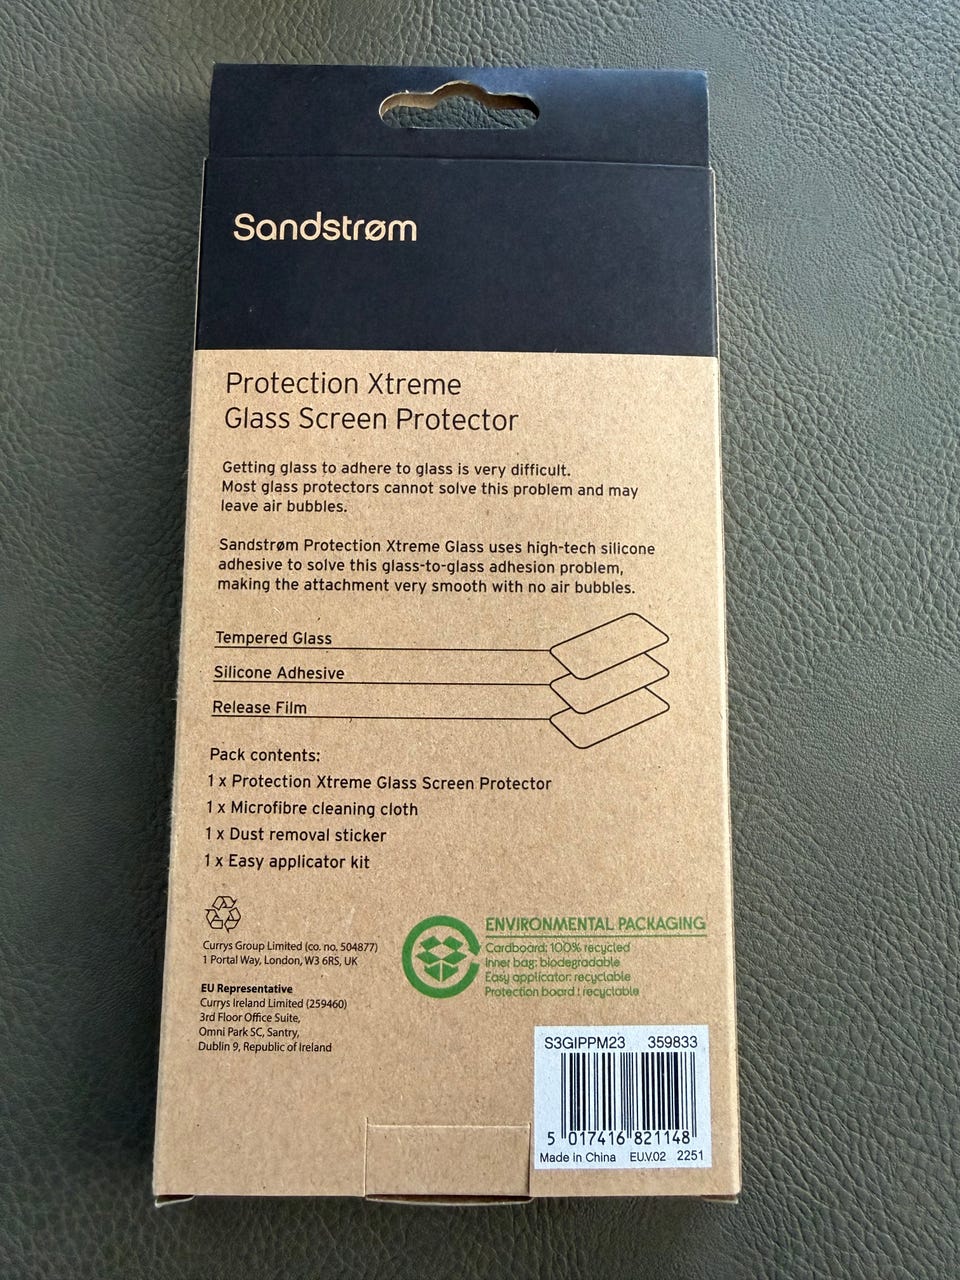 Sandstrøm
Protection Xtreme
Glass Screen Protector
Getting glass to adhere to glass is very difficult.
Most glass protectors cannot solve this problem and may
leave air bubbles.
Sandstrøm Protection Xtreme Glass uses high-tech silicone
adhesive to solve this glass-to-glass adhesion problem,
making the attachment very smooth with no air bubbles.
Tempered Glass
Silicone Adhesive
Release Film
Pack contents:
1 x Protection Xtreme Glass Screen Protector
1 x Microfibre cleaning cloth
1 x Dust removal sticker
1 x Easy applicator kit
Currys Group Limited (co. no. 504877)
1 Portal Way, London, W3 6RS, UK
EU Representative
Currys Ireland Limited (259460)
3rd Floor Office Suite,
Omni Park SC, Santry,
Dublin 9, Republic of Ireland
ENVIRONMENTAL PACKAGING
Cardboard: 100% recycled
Inner bag: biodegradable
Easy applicator: recyclable
Protection board : recyclable
S3GIPPM23 359833
5 017416 821148
Made in China EU.V.02 2251